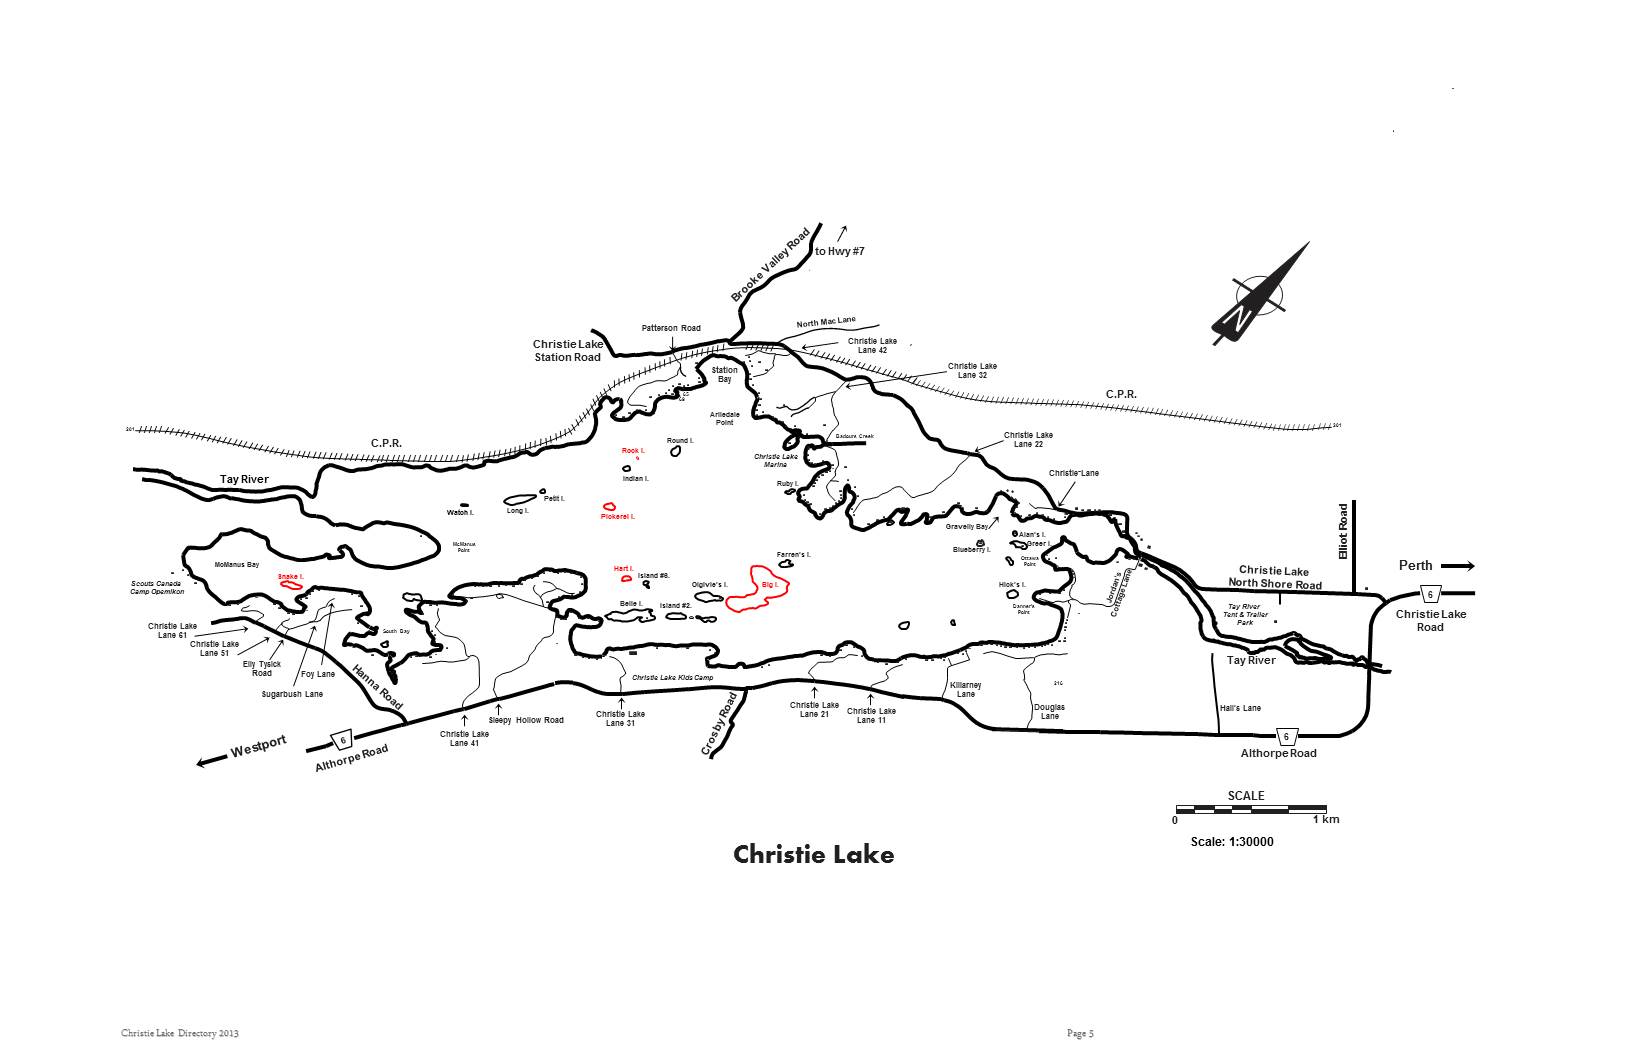 Brooke Valley Road
to Hwy #7
N
North Mac Lane
Patterson Road
Christie Lake
Station Road
Christie Lake
Lane 42
Station
Bay
Christie Lake
Lane 32
C.P.R.
Arliedale
Point
201
201
C.P.R.
Round I.
Badours Creek
Christie Lake
Lane 22
Rock I.
Christie Lake
Marina
Indian I.
Christie Lane
Tay River
Ruby I.
Petit I.
Long I.
Watch I.
Pickerel I.
Elliot Road
Gravelly Bay
Alan's I.
Greer I.
Blueberry I.
McManus
Point
Farren's I.
Ottawa
Point
McManus Bay
Perth
Snake I.
Hart I.
Island #8.
Christie Lake
North Shore Road
Scouts Canada
Camp Opemikon
Ogilvie's I.
Big I.
Hick's I.
Jordan's
Cottage Lane
6
Belle I.
Island #2.
Danner's
Point
Tay River
Tent & Trailer
Park
Christie Lake
Road
Christie Lake
Lane 61
South Bay
Christie Lake
Lane 51
Elly Tysick
Road
Foy Lane
Tay River
Sugarbush Lane
Hanna Road
Christie Lake Kids Camp
Killarney
Lane
216
Christie Lake
Lane 31
Christie Lake
Lane 21
Christie Lake
Lane 11
Douglas
Lane
Hall's Lane
Sleepy Hollow Road
Crosby Road
Christie Lake
Lane 41
Westport
6
Althorpe Road
6
Althorpe Road
SCALE
0
1 km
Scale: 1:30000
Christie Lake
Christie Lake Directory 2013
Page 5